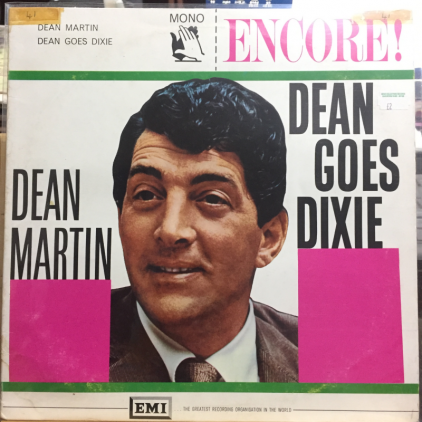 DEAN MARTIN
DEAN GOES DIXIE
MONO
ENCORE!
DEAN
GOES
DIXIE
DEAN
MARTIN
EMI
THE GREATEST RECORDING ORGANISATION IN THE WORLD